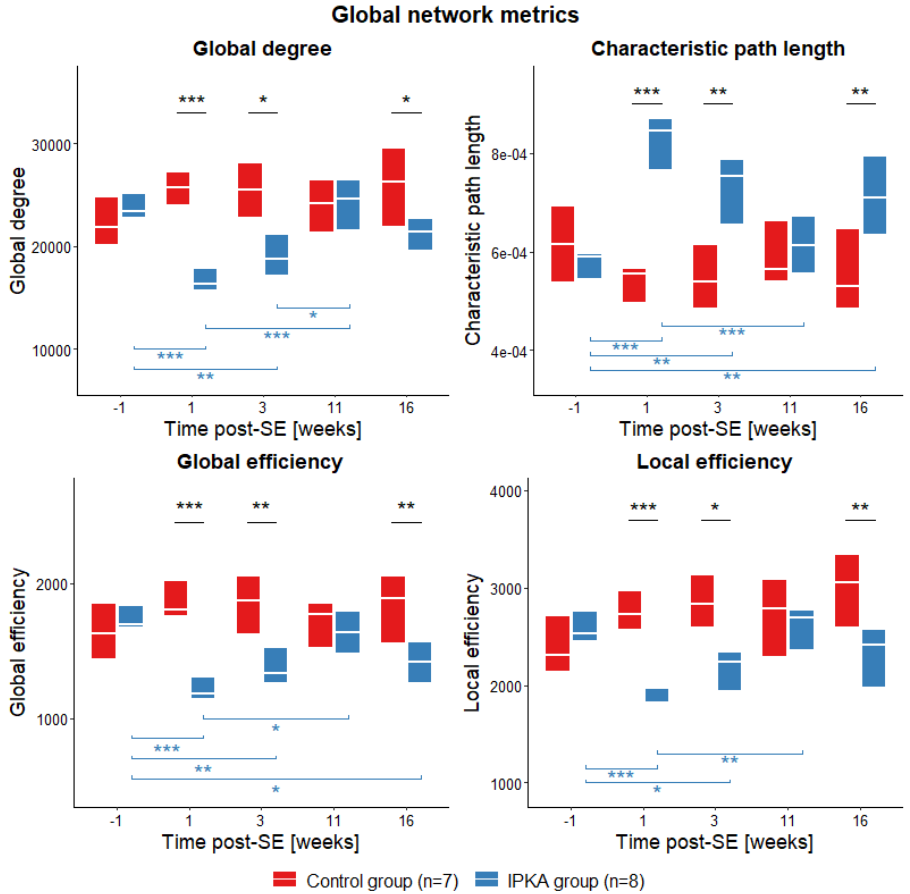 Global network metrics
Global degree
Characteristic path length
*** * *
*** ** **
Global degree
30000
20000
10000
*
***
***
**
-1 1 3 11 16
Time post-SE [weeks]
Characteristic path length
8e-04
6e-04
4e-04
***
***
**
**
-1 1 3 11 16
Time post-SE [weeks]
Global efficiency
Local efficiency
*** ** **
*** * **
Global efficiency
2000
1000
*
***
**
*
-1 1 3 11 16
Time post-SE [weeks]
Local efficiency
4000
3000
2000
1000
**
***
*
-1 1 3 11 16
Time post-SE [weeks]
Control group (n=7) IPKA group (n=8)